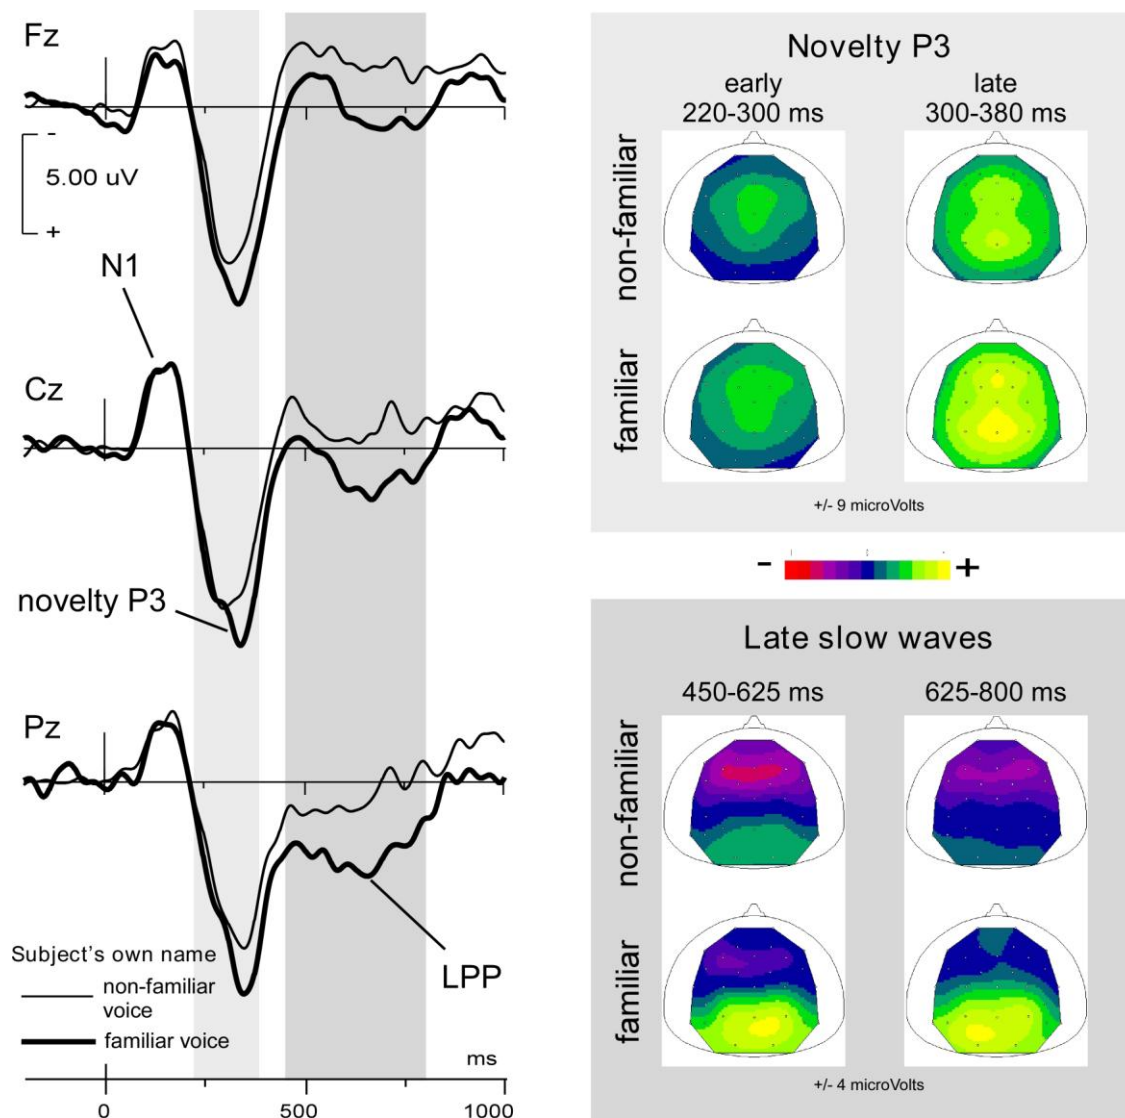 Fz
-
5.00 uV
+
N1
Cz
novelty P3
Pz
LPP
Subject's own name
non-familiar
voice
familiar voice
ms
0
500
1000
Novelty P3
early
220-300 ms
late
300-380 ms
non-familiar
familiar
+/- 9 microVolts
- +
Late slow waves
450-625 ms
625-800 ms
non-familiar
familiar
+/- 4 microVolts